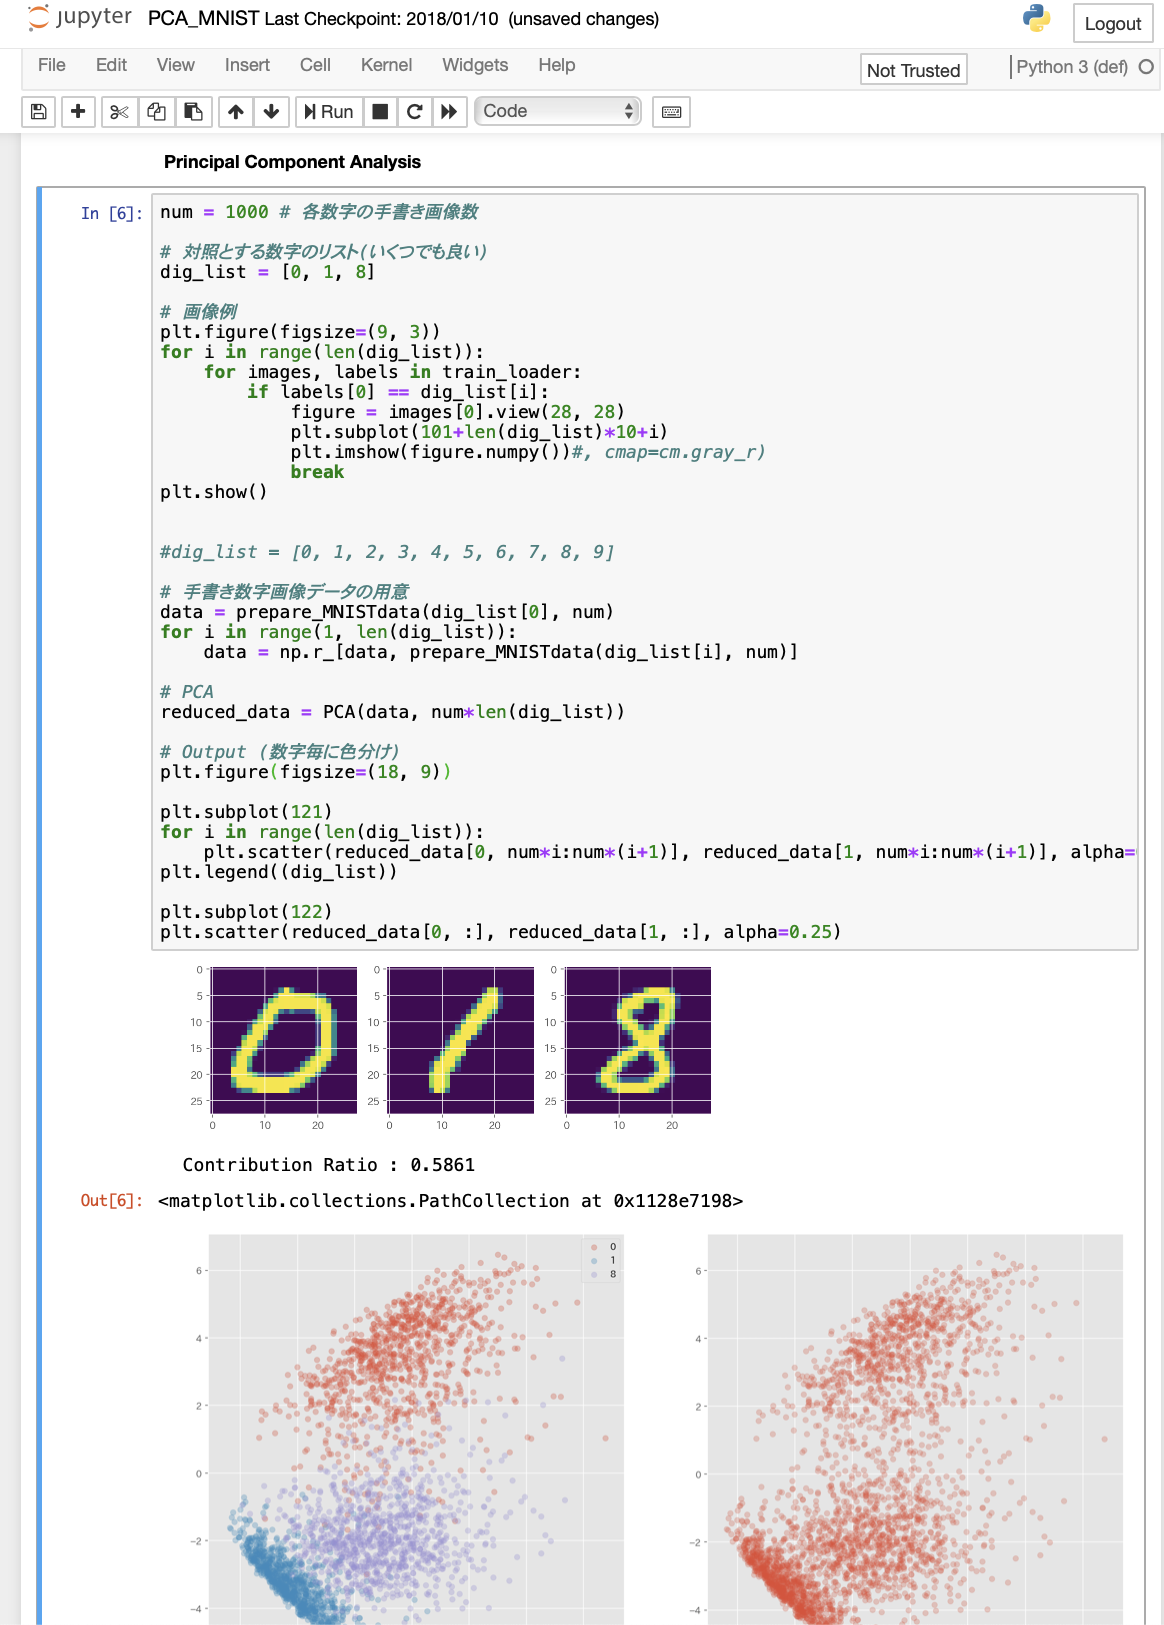 jupyter PCA_MNIST Last Checkpoint: 2018/01/10 (unsaved changes) Logout
File Edit View Insert Cell Kernel Widgets Help Not Trusted Python 3 (def)
Run Code
Principal Component Analysis
In [6]: num = 1000 # 各数字の手書き画像数
# 対照とする数字のリスト(いくつでも良い)
dig_list = [0, 1, 8]
# 画像例
plt.figure(figsize=(9, 3))
for i in range(len(dig_list)):
    for images, labels in train_loader:
        if labels[0] == dig_list[i]:
            figure = images[0].view(28, 28)
            plt.subplot(101+len(dig_list)*10+i)
            plt.imshow(figure.numpy())#, cmap=cm.gray_r)
            break
plt.show()
#dig_list = [0, 1, 2, 3, 4, 5, 6, 7, 8, 9]
# 手書き数字画像データの用意
data = prepare_MNISTdata(dig_list[0], num)
for i in range(1, len(dig_list)):
    data = np.r_[data, prepare_MNISTdata(dig_list[i], num)]
# PCA
reduced_data = PCA(data, num*len(dig_list))
# Output (数字毎に色分け)
plt.figure(figsize=(18, 9))
plt.subplot(121)
for i in range(len(dig_list)):
    plt.scatter(reduced_data[0, num*i:num*(i+1)], reduced_data[1, num*i:num*(i+1)], alpha=
plt.legend((dig_list))
plt.subplot(122)
plt.scatter(reduced_data[0, :], reduced_data[1, :], alpha=0.25)
0 0 0
5 5 5
10 10 10
15 15 15
20 20 20
25 25 25
0 10 20 0 10 20 0 10 20
Contribution Ratio : 0.5861
Out[6]: <matplotlib.collections.PathCollection at 0x1128e7198>
0
1
8
6 6
4 4
2 2
0 0
−2 −2
−4 −4